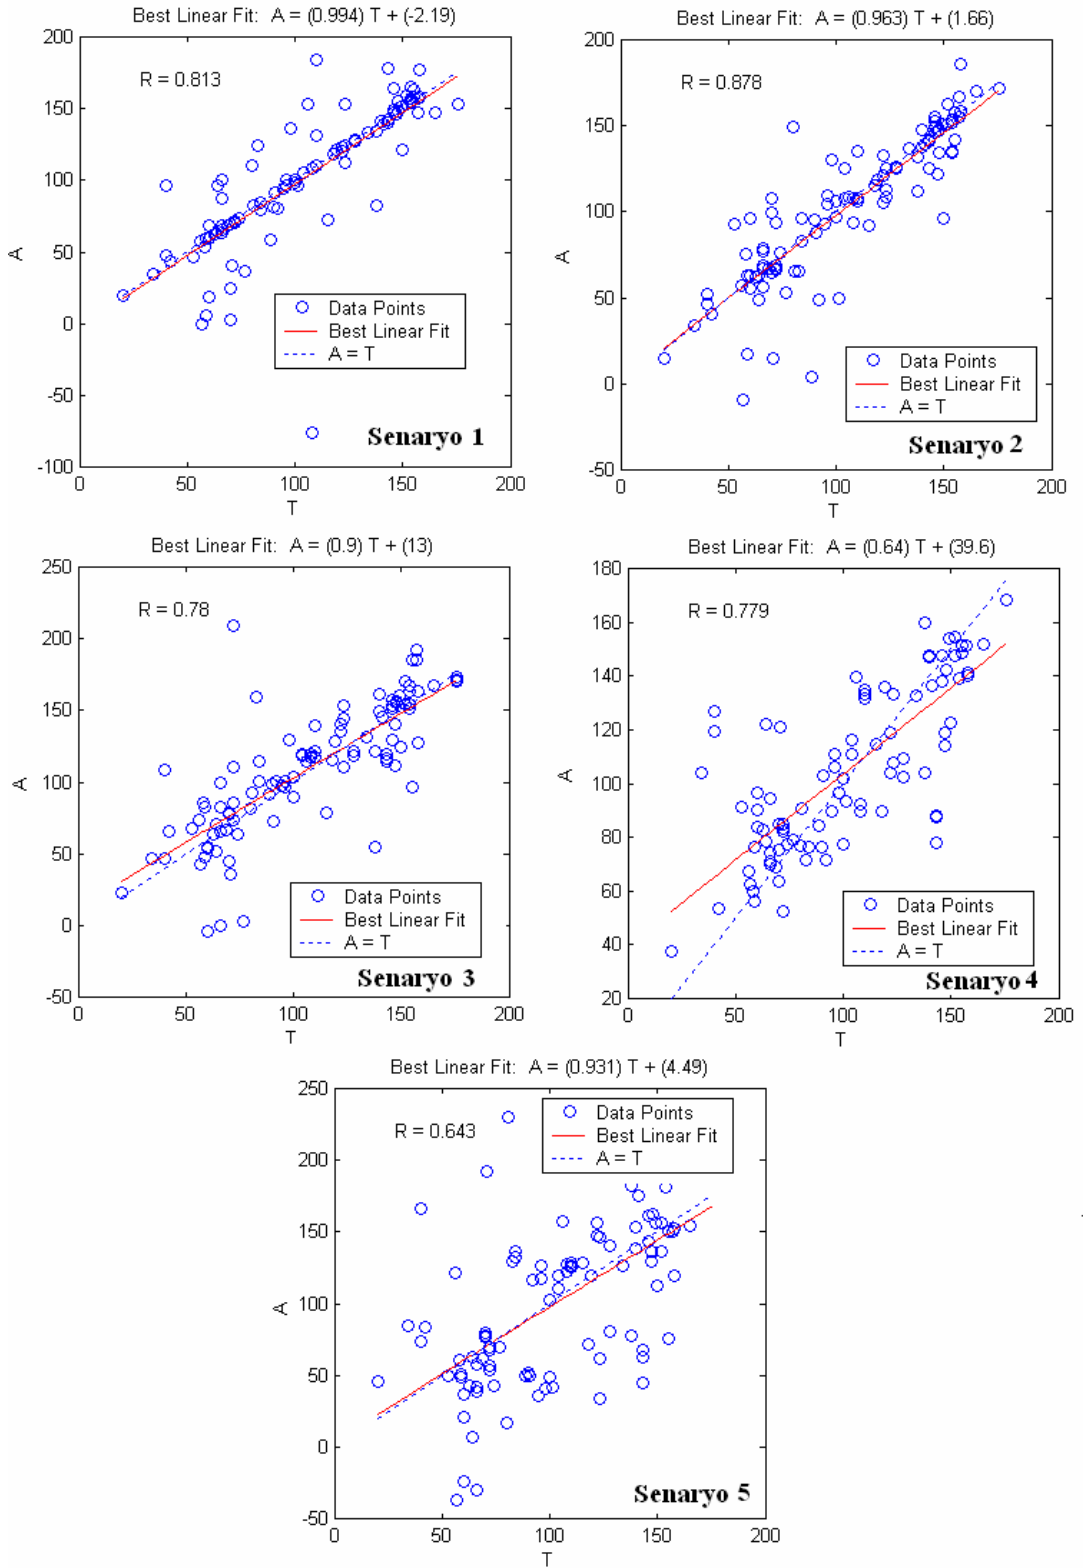 Best Linear Fit: A = (0.994) T + (-2.19)
R = 0.813
200
150
100
50
0
-50
-100
A
Data Points
Best Linear Fit
A = T
Senaryo 1
0
50
100
150
200
T
Best Linear Fit: A = (0.963) T + (1.66)
R = 0.878
200
150
100
50
0
-50
A
Data Points
Best Linear Fit
A = T
Senaryo 2
0
50
100
150
200
T
Best Linear Fit: A = (0.9) T + (13)
R = 0.78
250
200
150
100
50
0
-50
A
Data Points
Best Linear Fit
A = T
Senaryo 3
0
50
100
150
200
T
Best Linear Fit: A = (0.64) T + (39.6)
R = 0.779
180
160
140
120
100
80
60
40
20
A
Data Points
Best Linear Fit
A = T
Senaryo 4
0
50
100
150
200
T
Best Linear Fit: A = (0.931) T + (4.49)
R = 0.643
250
200
150
100
50
0
-50
A
Data Points
Best Linear Fit
A = T
Senaryo 5
0
50
100
150
200
T